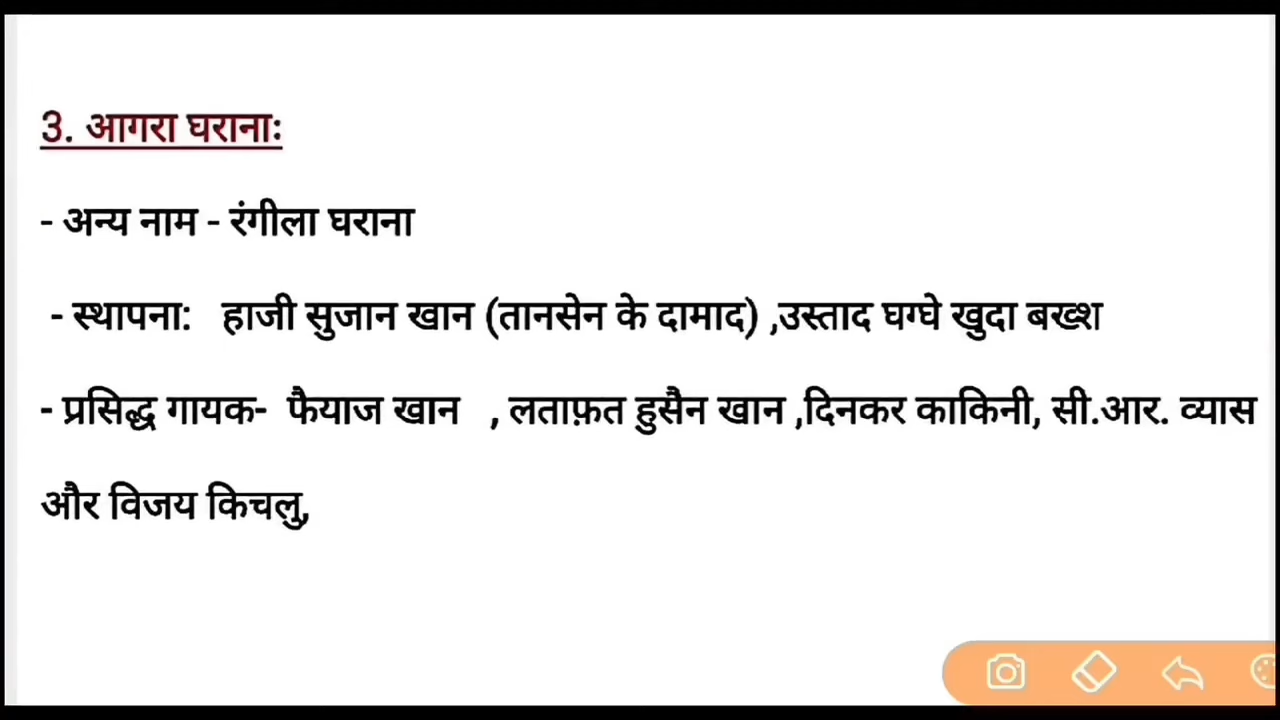 3. आगरा घरानाः
- अन्य नाम - रंगीला घराना
- स्थापना: हाजी सुजान खान (तानसेन के दामाद) ,उस्ताद घग्घे खुदा बख्श
- प्रसिद्ध गायक- फैयाज खान , लताफ़त हुसैन खान ,दिनकर काकिनी, सी.आर. व्यास
और विजय किचलु,